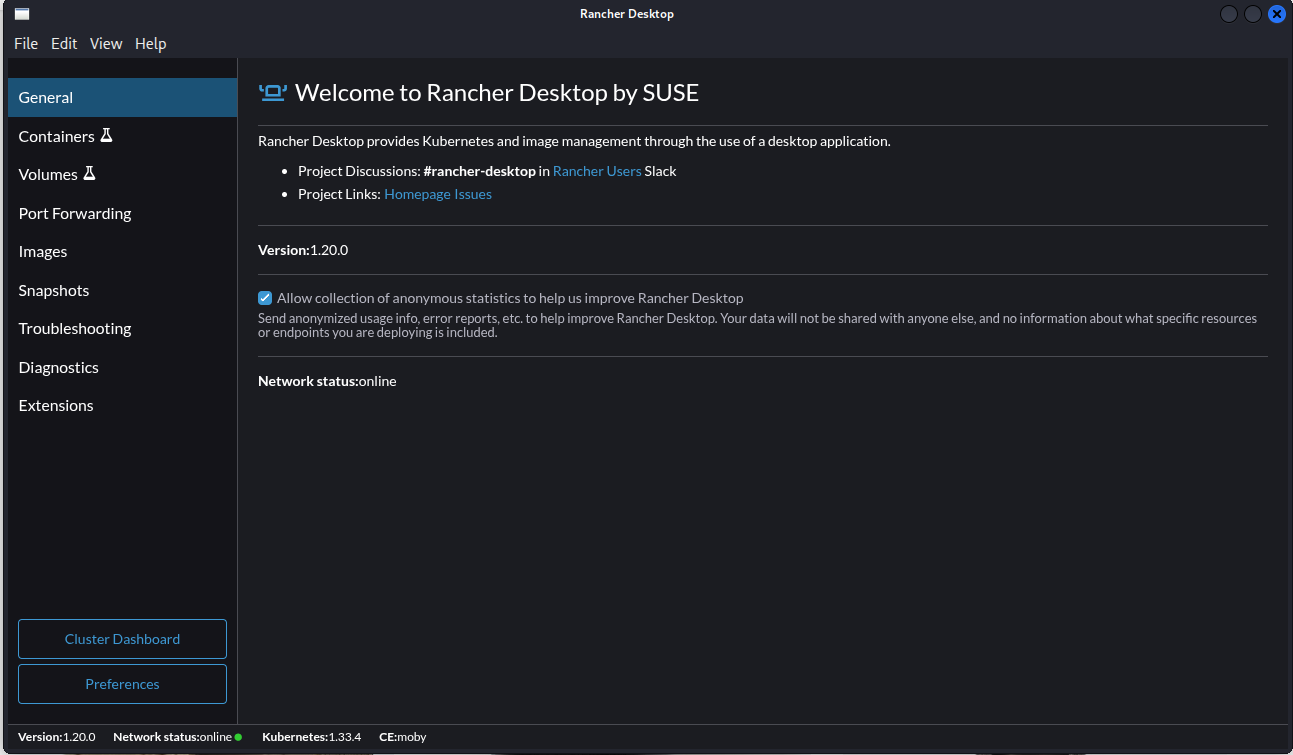 Rancher Desktop
File Edit View Help
General
Containers
Volumes
Port Forwarding
Images
Snapshots
Troubleshooting
Diagnostics
Extensions
Cluster Dashboard
Preferences
Welcome to Rancher Desktop by SUSE
Rancher Desktop provides Kubernetes and image management through the use of a desktop application.
• Project Discussions: #rancher-desktop in Rancher Users Slack
• Project Links: Homepage Issues
Version:1.20.0
Allow collection of anonymous statistics to help us improve Rancher Desktop
Send anonymized usage info, error reports, etc. to help improve Rancher Desktop. Your data will not be shared with anyone else, and no information about what specific resources
or endpoints you are deploying is included.
Network status:online
Version:1.20.0 Network status:online Kubernetes:1.33.4 CE:moby